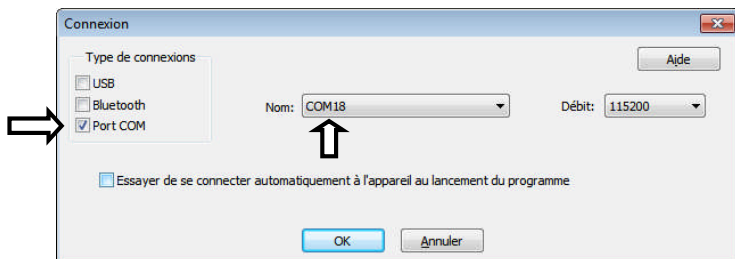 Connexion
Type de connexions
Aide
USB
Bluetooth
Nom: COM18 Débit: 115200
Port COM
Essayer de se connecter automatiquement à l'appareil au lancement du programme
OK Annuler